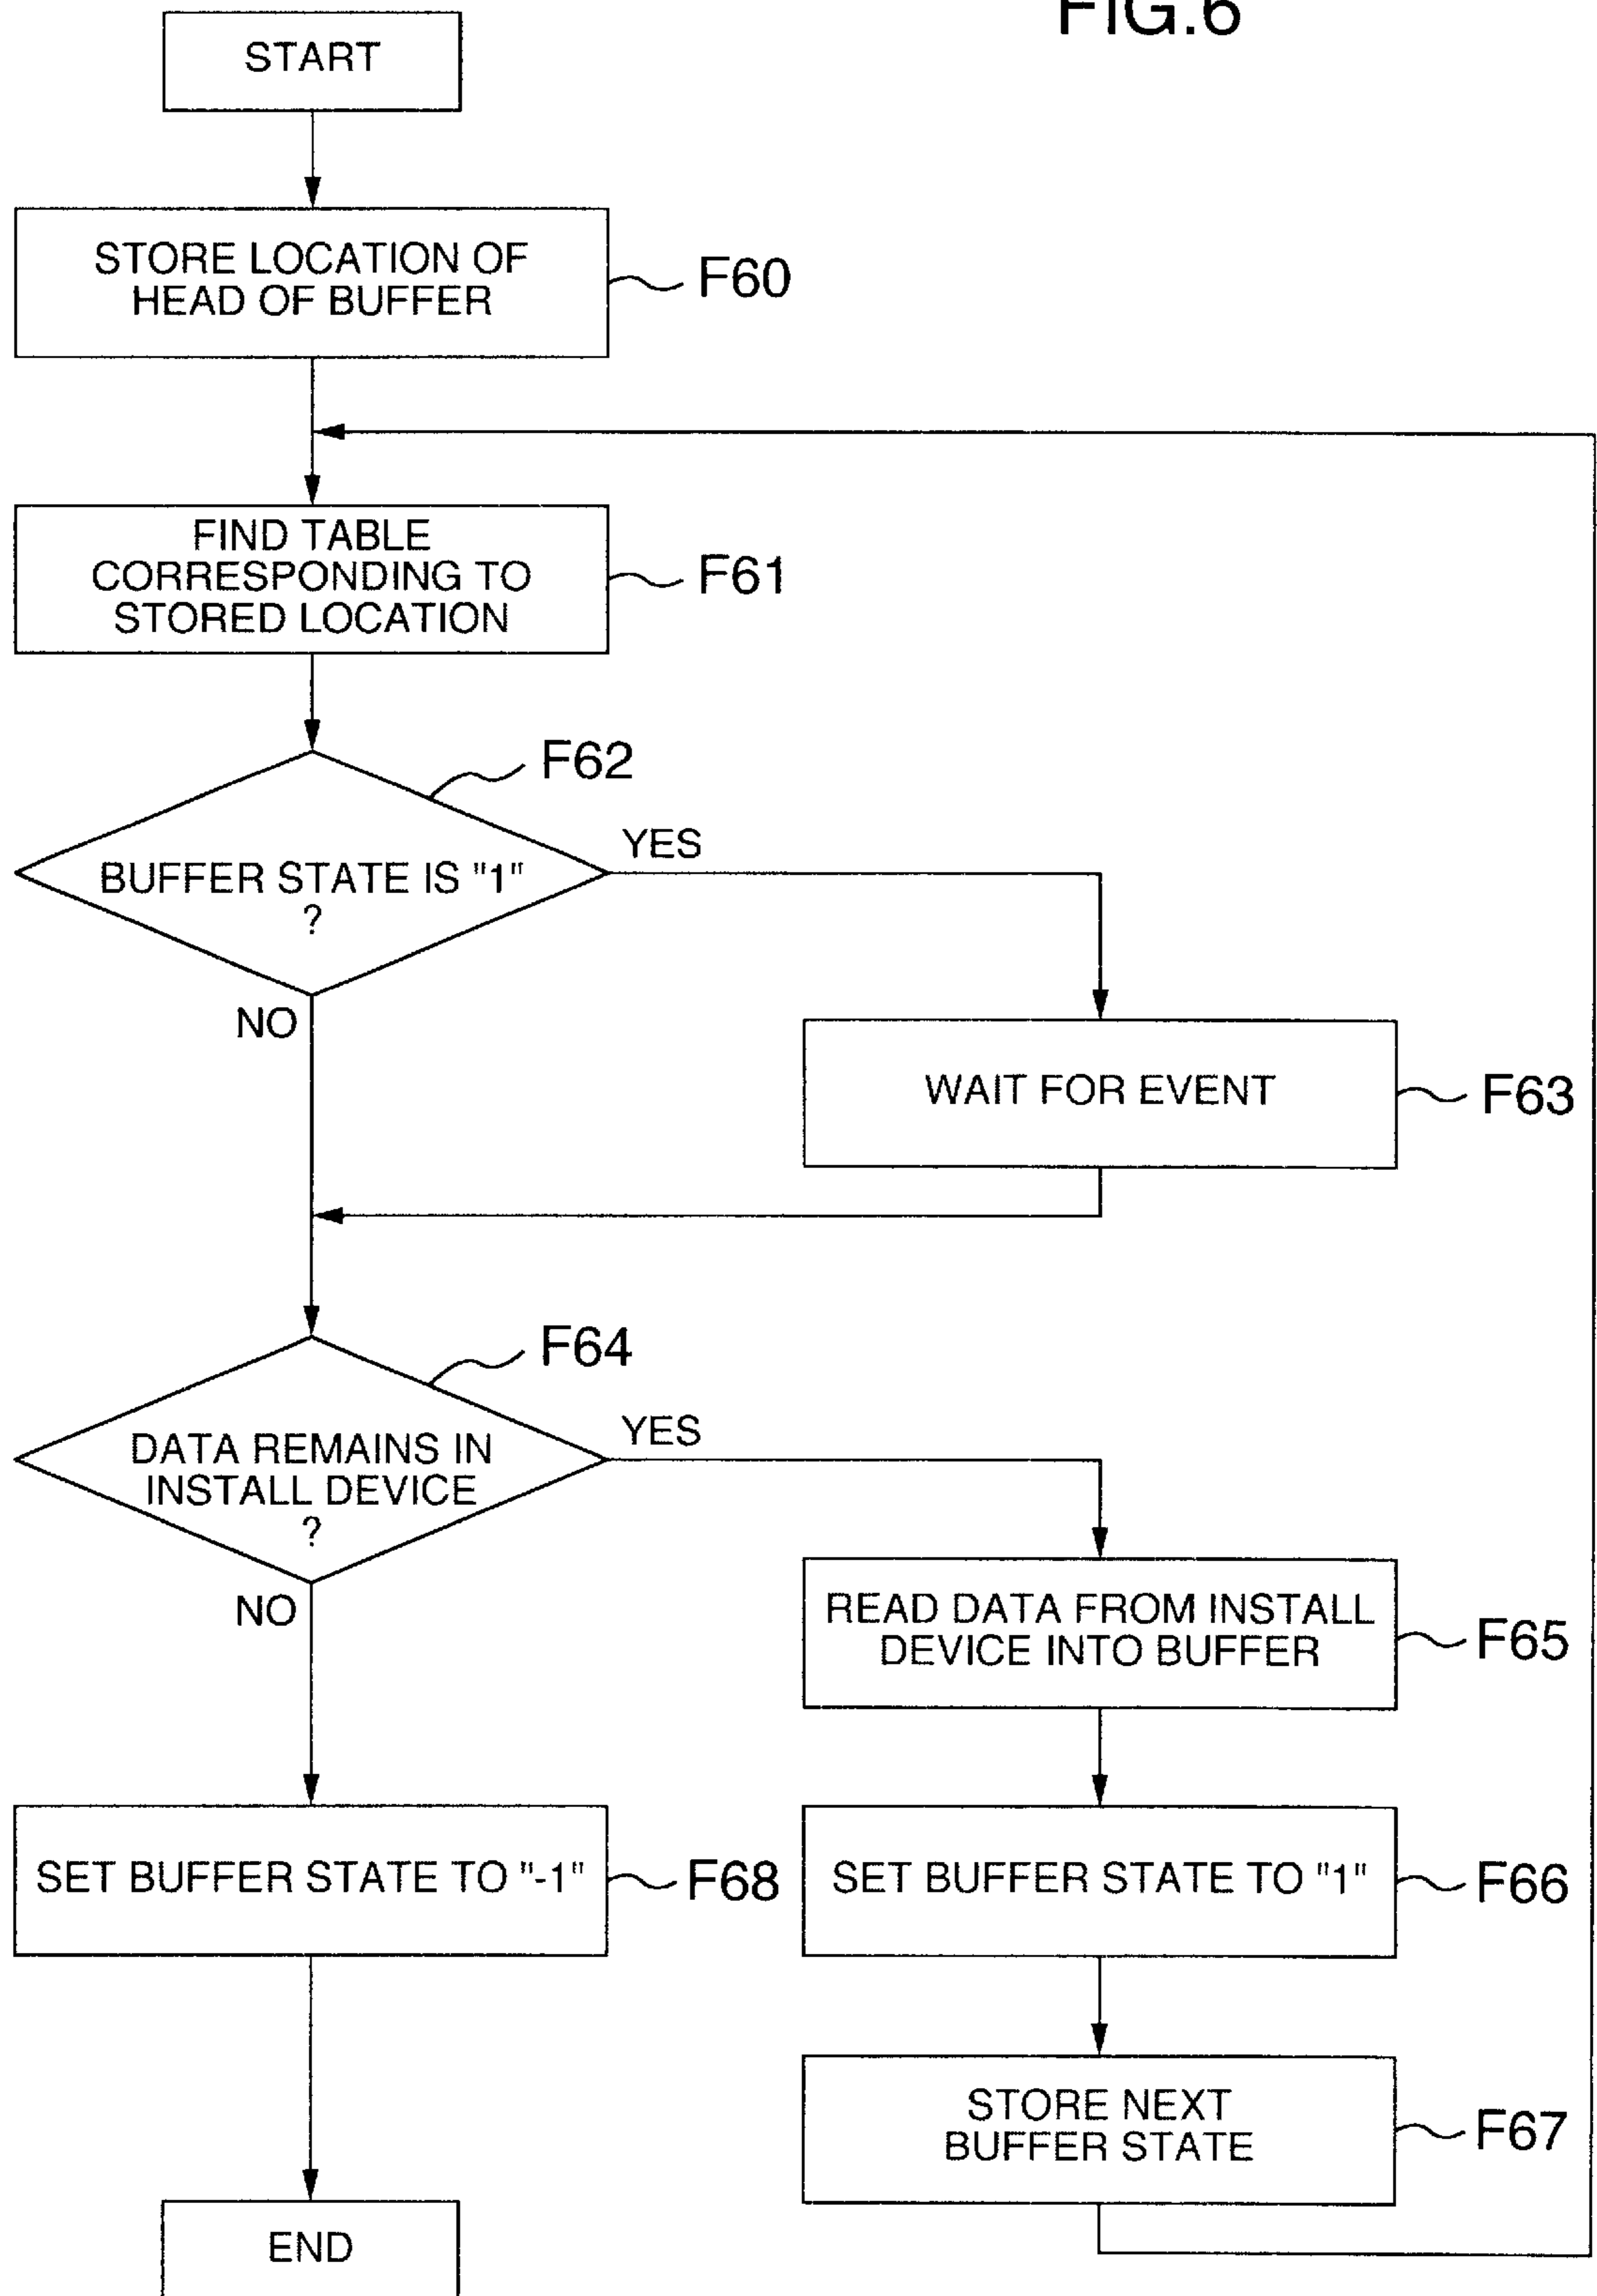 FIG.6
START
STORE LOCATION OF
HEAD OF BUFFER
F60
FIND TABLE
CORRESPONDING TO
STORED LOCATION
F61
F62
BUFFER STATE IS "1"
?
YES
NO
WAIT FOR EVENT
F63
F64
DATA REMAINS IN
INSTALL DEVICE
?
YES
NO
READ DATA FROM INSTALL
DEVICE INTO BUFFER
F65
SET BUFFER STATE TO "-1"
F68
SET BUFFER STATE TO "1"
F66
STORE NEXT
BUFFER STATE
F67
END